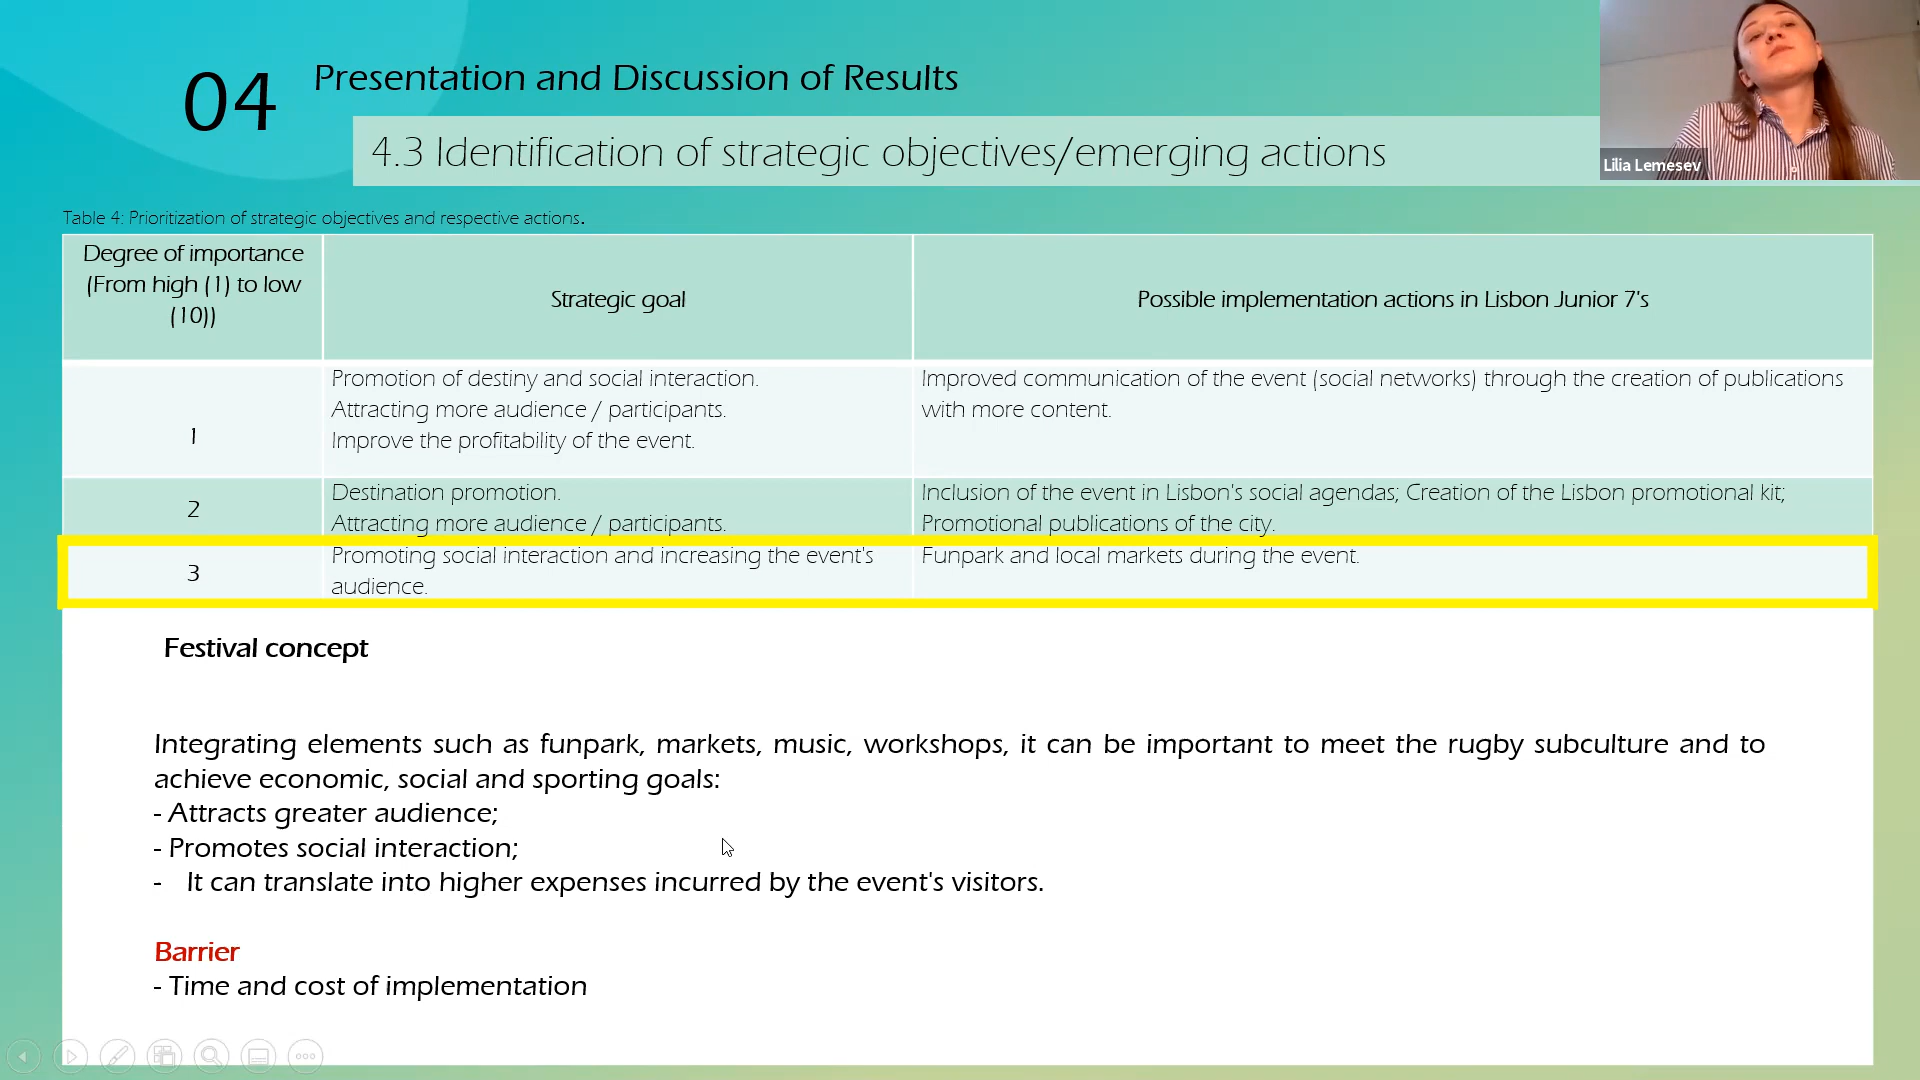 04
Presentation and Discussion of Results
4.3 Identification of strategic objectives/emerging actions
Lilia Lemesev
Table 4: Prioritization of strategic objectives and respective actions.
Degree of importance
(From high (1) to low
(10))
Strategic goal
Possible implementation actions in Lisbon Junior 7's
1
Promotion of destiny and social interaction.
Attracting more audience / participants.
Improve the profitability of the event.
Improved communication of the event (social networks) through the creation of publications
with more content.
2
Destination promotion.
Attracting more audience / participants.
Inclusion of the event in Lisbon's social agendas; Creation of the Lisbon promotional kit;
Promotional publications of the city.
3
Promoting social interaction and increasing the event's
audience.
Funpark and local markets during the event.
Festival concept
Integrating elements such as funpark, markets, music, workshops, it can be important to meet the rugby subculture and to
achieve economic, social and sporting goals:
- Attracts greater audience;
- Promotes social interaction;
- It can translate into higher expenses incurred by the event's visitors.
Barrier
- Time and cost of implementation